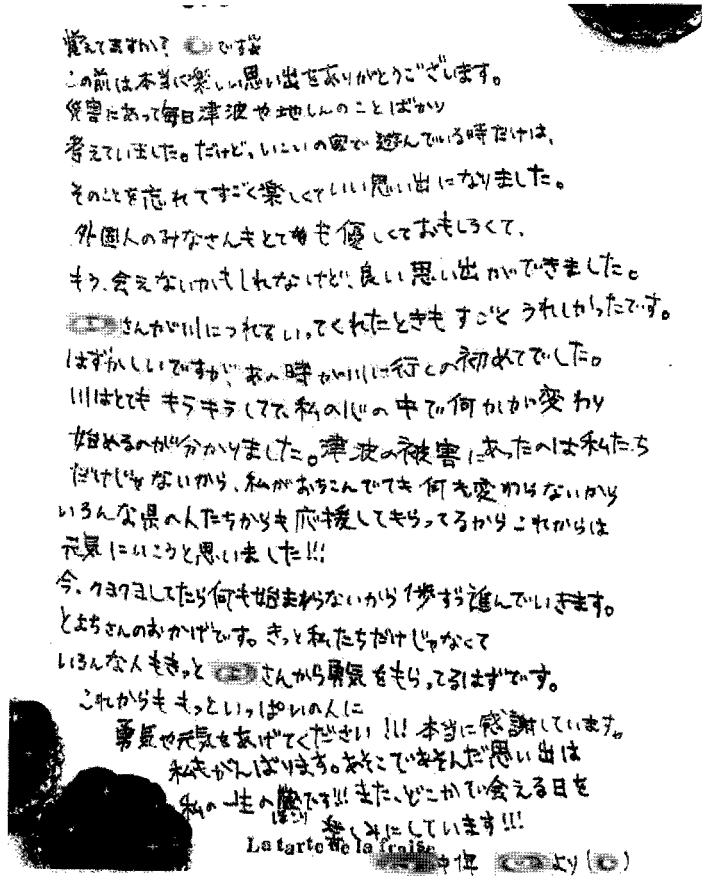 覚えてますか? です
この前は本当に楽しい思い出をありがとうございます。
災害にあって毎日津波や地しんのことばかり
考えていました。だけど、いこいの家で遊んでいる時だけは、
そのことを忘れてすごく楽しくていい思い出になりました。
外国人のみなさんもとても優しくておもしろくて、
もう、会えないかもしれないけど、良い思い出ができました。
さんが川につれていってくれたときもすごくうれしかったです。
はずかしいですが、あの時が川に行くの初めてでした。
川はとてもキラキラしてて、私の心の中で何かが変わり
始めるのが分かりました。津波の被害にあったのは私たち
だけじゃないから、私がおちこんでても何も変わらないから
いろんな県の人たちからも応援してもらってるからこれからは
元気にいこうと思いました!!!
今、クヨクヨしてたら何も始まらないから1歩ずつ進んでいきます。
とよちさんのおかげです。きっと私たちだけじゃなくて
いろんな人もきっと さんから勇気をもらってるはずです。
これからももっといっぱいの人に
勇気や元気をあげてください!!! 本当に感謝しています。
私もがんばります。あそこであそんだ思い出は
私の一生の です!!! また、どこかで会える日を
ほこり 楽しみにしています!!!
La tarte de la fraise
中1年 より( )